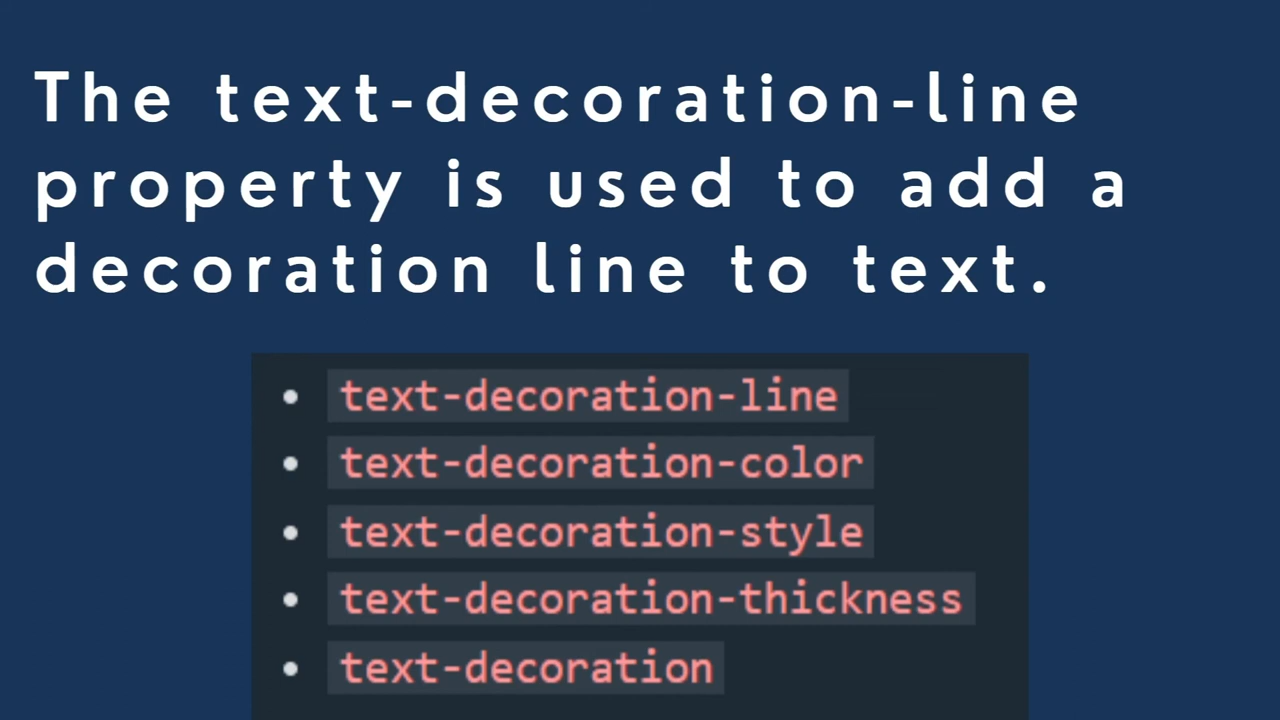 The text-decoration-line
property is used to add a
decoration line to text.
• text-decoration-line
• text-decoration-color
• text-decoration-style
• text-decoration-thickness
• text-decoration